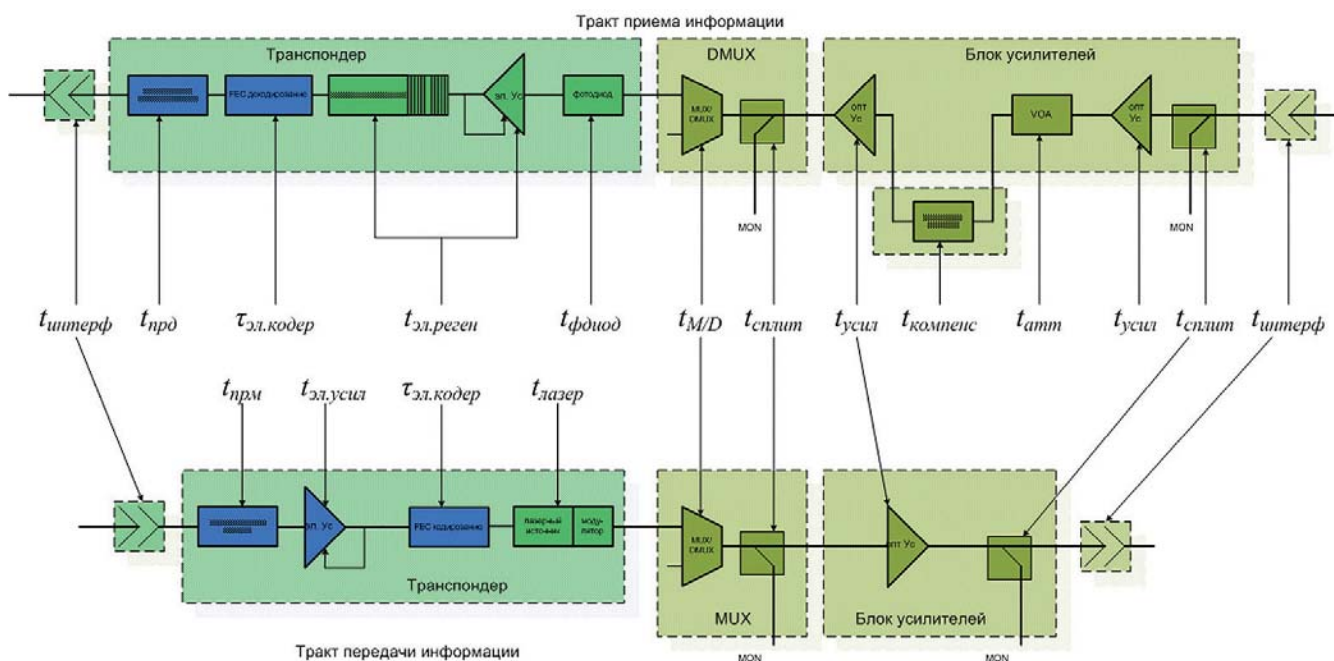 Тракт приема информации
Транспондер
DMUX
Блок усилителей
FEC декодирование
эл. Ус
фотодиод
MUX/
DMUX
опт
Ус
VOA
опт
Ус
MON
MON
tинтерф
tпрд
τэл.кодер
tэл.реген
tфдиод
tM/D
tсплит
tусил
tкомпенс
tатт
tусил
tсплит
tинтерф
tпрм
tэл.усил
τэл.кодер
tлазер
эл. Ус
FEC кодирование
лазерный
источник
моду-
лятор
MUX/
DMUX
опт Ус
Транспондер
MUX
Блок усилителей
Тракт передачи информации
MON
MON